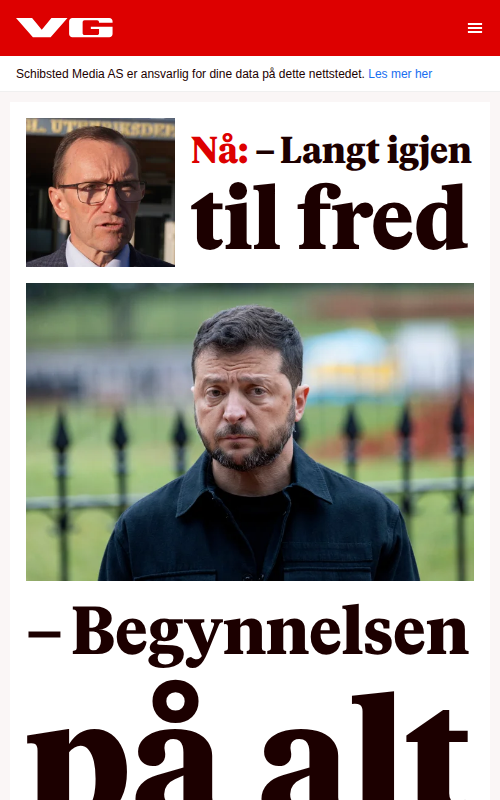 VG
Schibsted Media AS er ansvarlig for dine data på dette nettstedet. Les mer her
Nå: – Langt igjen
til fred
– Begynnelsen
på alt